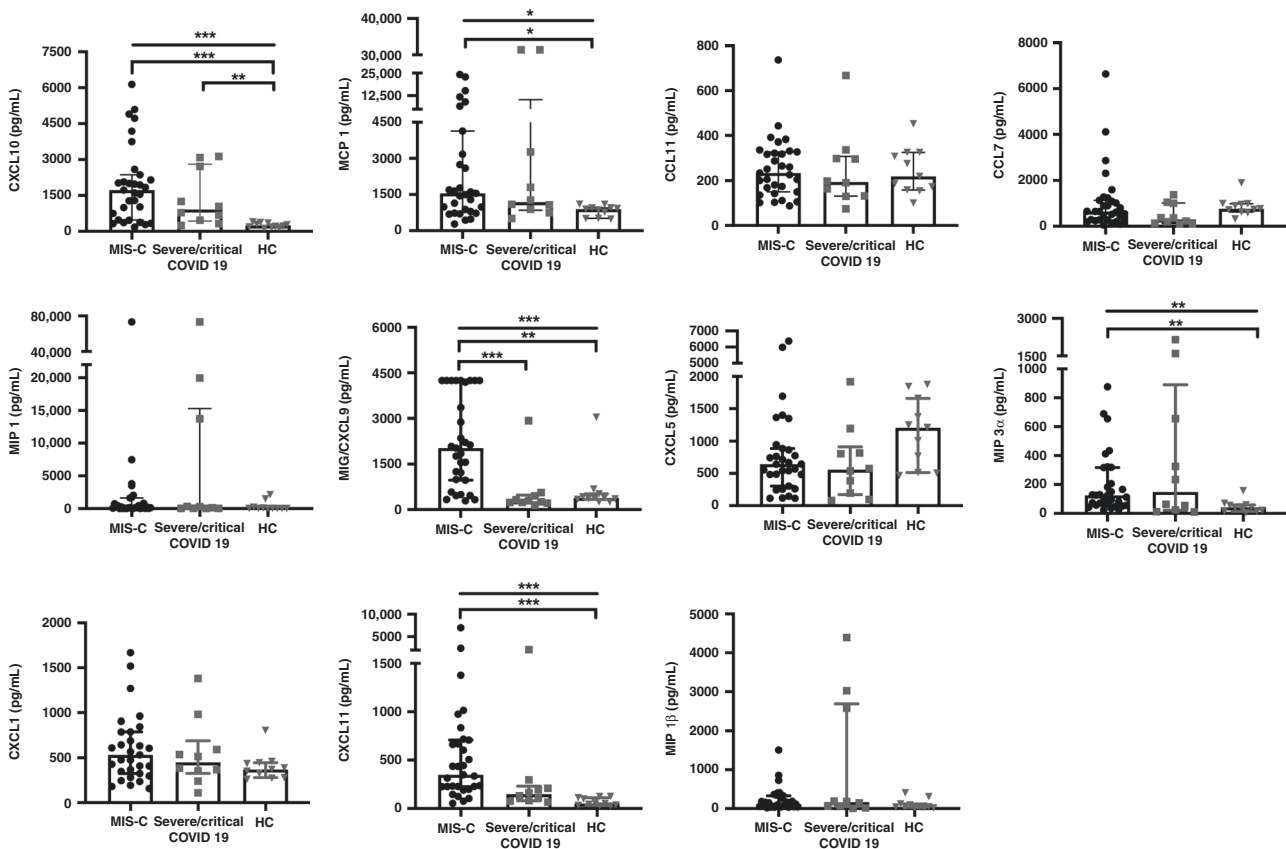 CXCL10 (pg/mL)
7500
6000
4500
3000
1500
0
***
***
**
MIS-C
Severe/critical
COVID 19
HC
MCP 1 (pg/mL)
40,000
30,000
25,000
12,500
4500
3000
1500
0
*
*
MIS-C
Severe/critical
COVID 19
HC
CCL11 (pg/mL)
800
600
400
200
0
MIS-C
Severe/critical
COVID 19
HC
CCL7 (pg/mL)
8000
6000
4000
2000
0
MIS-C
Severe/critical
COVID 19
HC
MIP 1 (pg/mL)
80,000
40,000
20,000
15,000
10,000
5000
0
MIS-C
Severe/critical
COVID 19
HC
MIG/CXCL9 (pg/mL)
6000
4500
3000
1500
0
***
**
***
MIS-C
Severe/critical
COVID 19
HC
CXCL5 (pg/mL)
7000
6000
5000
2000
1500
1000
500
0
MIS-C
Severe/critical
COVID 19
HC
MIP 3α (pg/mL)
3000
1500
1000
800
600
400
200
0
**
**
MIS-C
Severe/critical
COVID 19
HC
CXCL1 (pg/mL)
2000
1500
1000
500
0
MIS-C
Severe/critical
COVID 19
HC
CXCL11 (pg/mL)
10,000
5000
1500
1000
500
0
***
***
MIS-C
Severe/critical
COVID 19
HC
MIP 1β (pg/mL)
5000
4000
3000
2000
1000
0
MIS-C
Severe/critical
COVID 19
HC